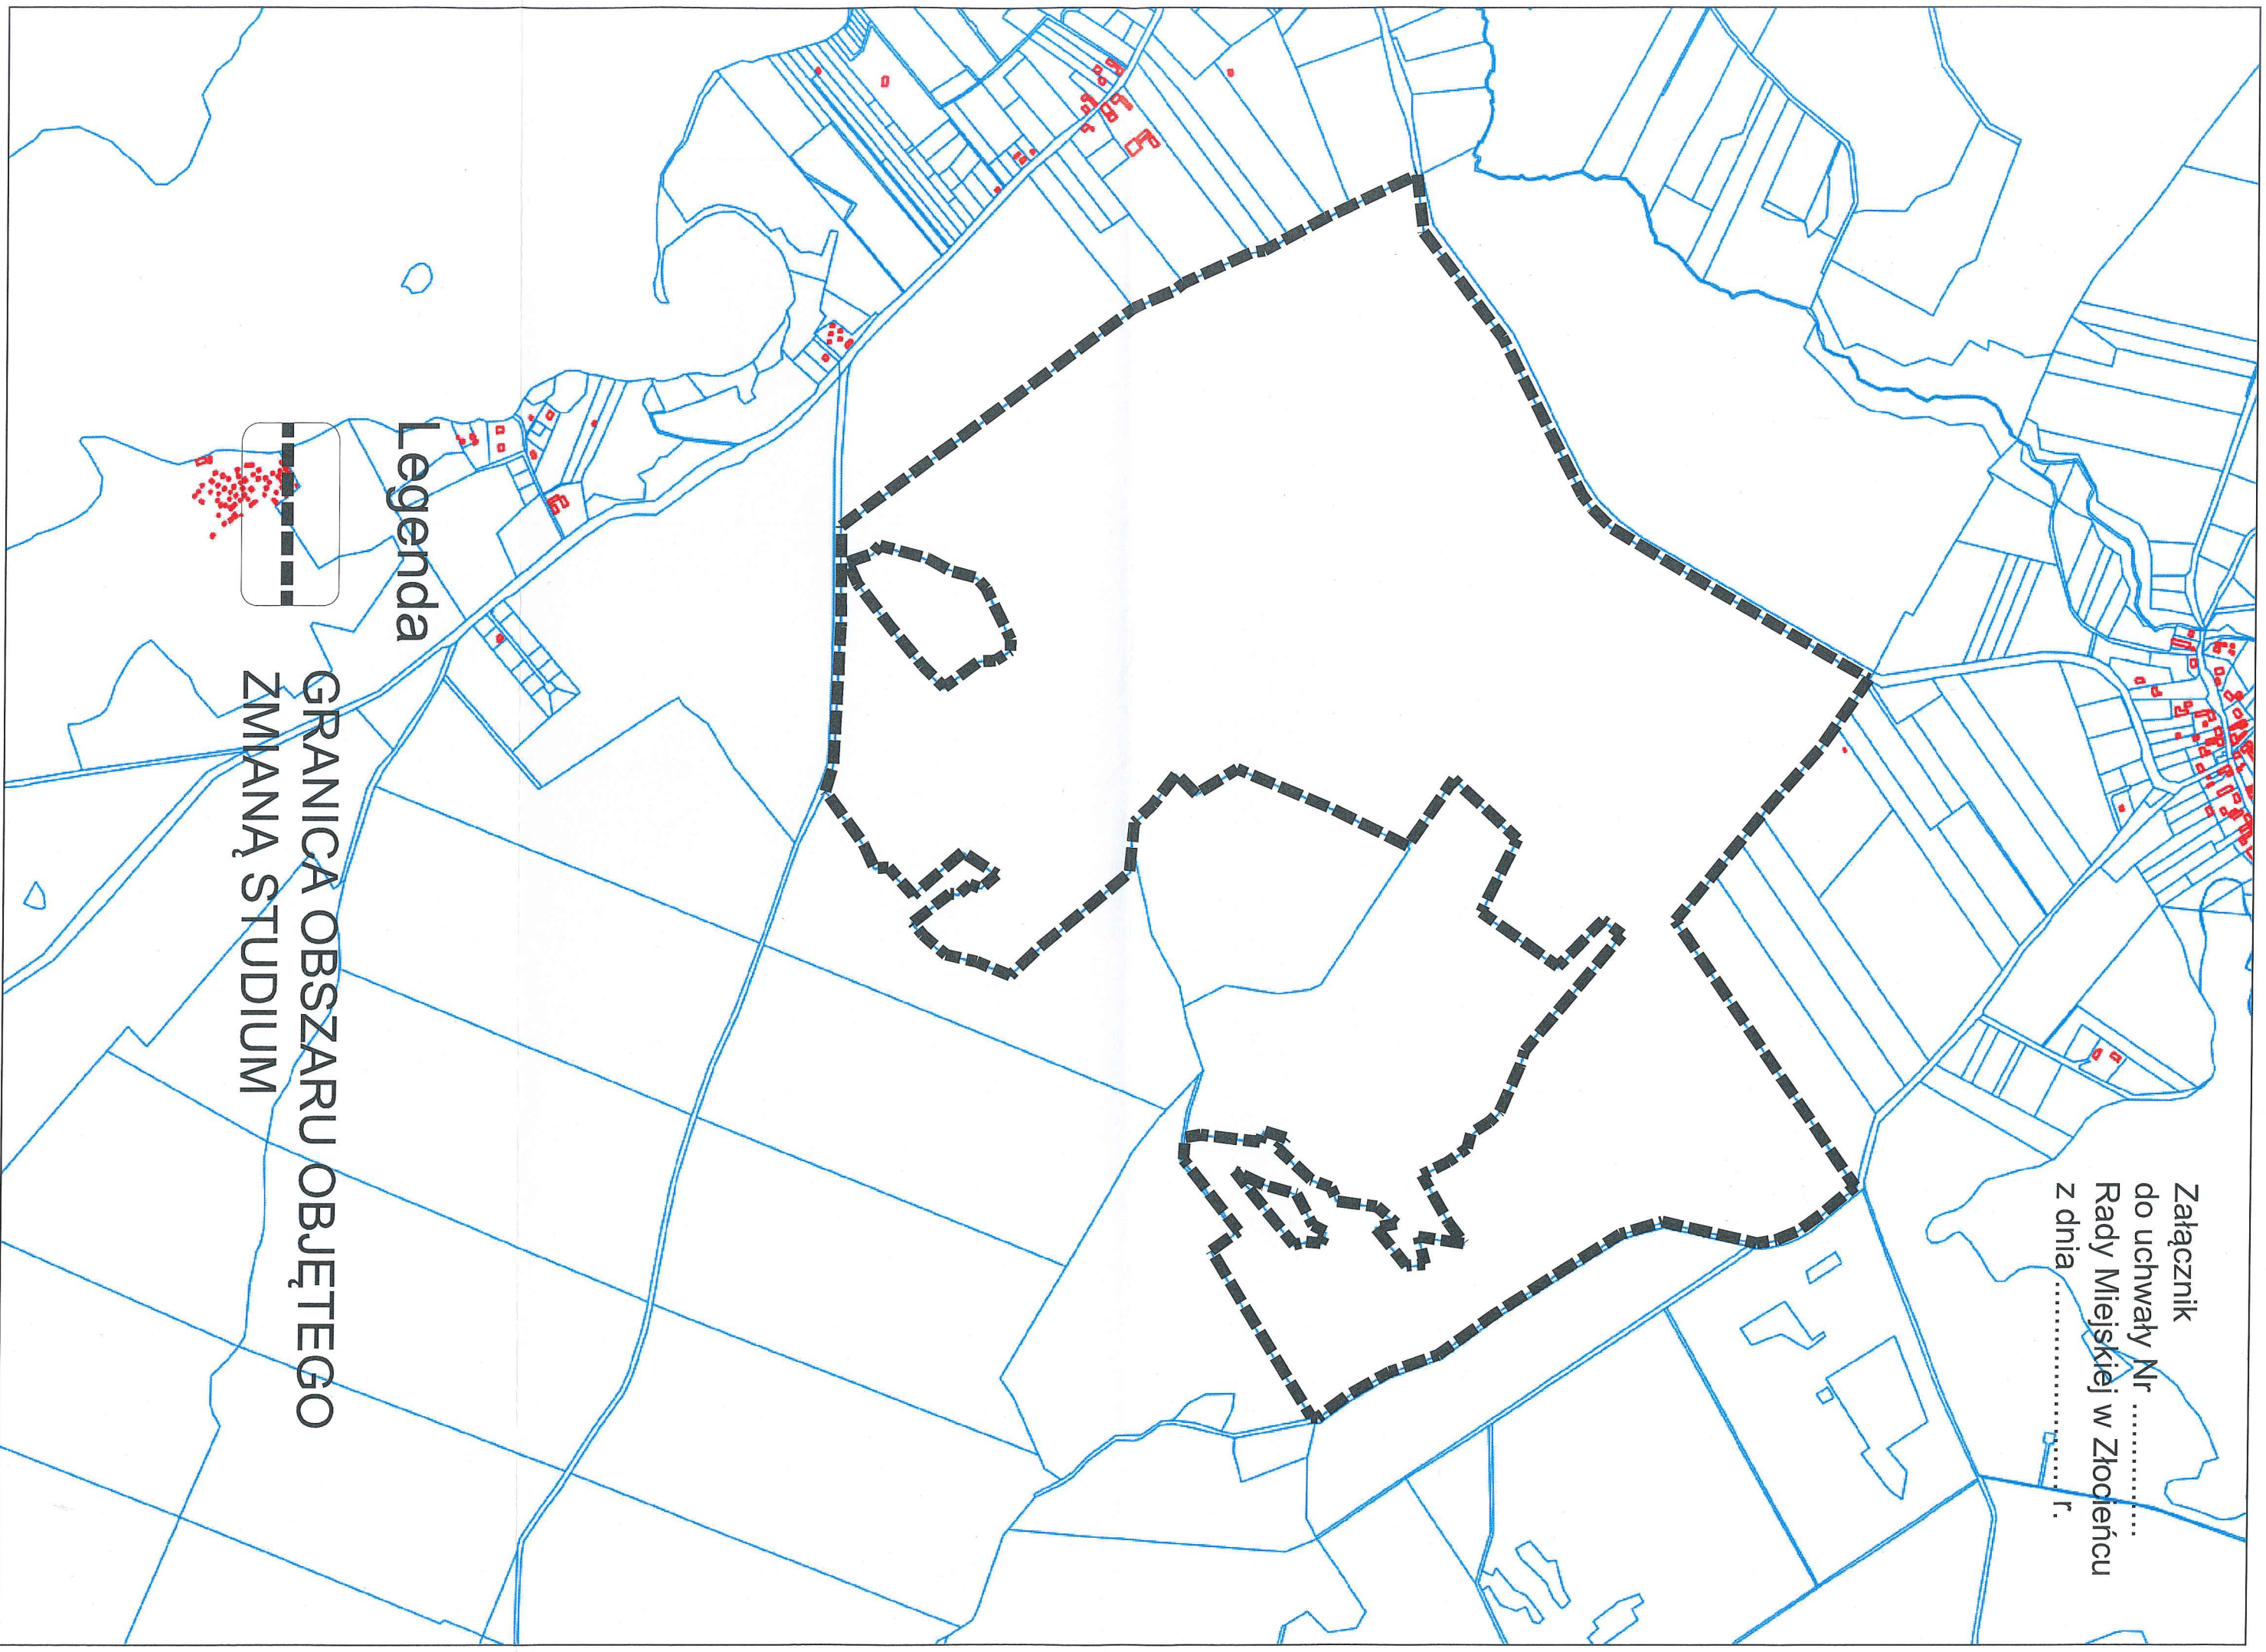 Załącznik
do uchwały Nr ................
Rady Miejskiej w Złocieńcu
z dnia ............................ r.
Legenda
GRANICA OBSZARU OBJĘTEGO
ZMIANĄ STUDIUM